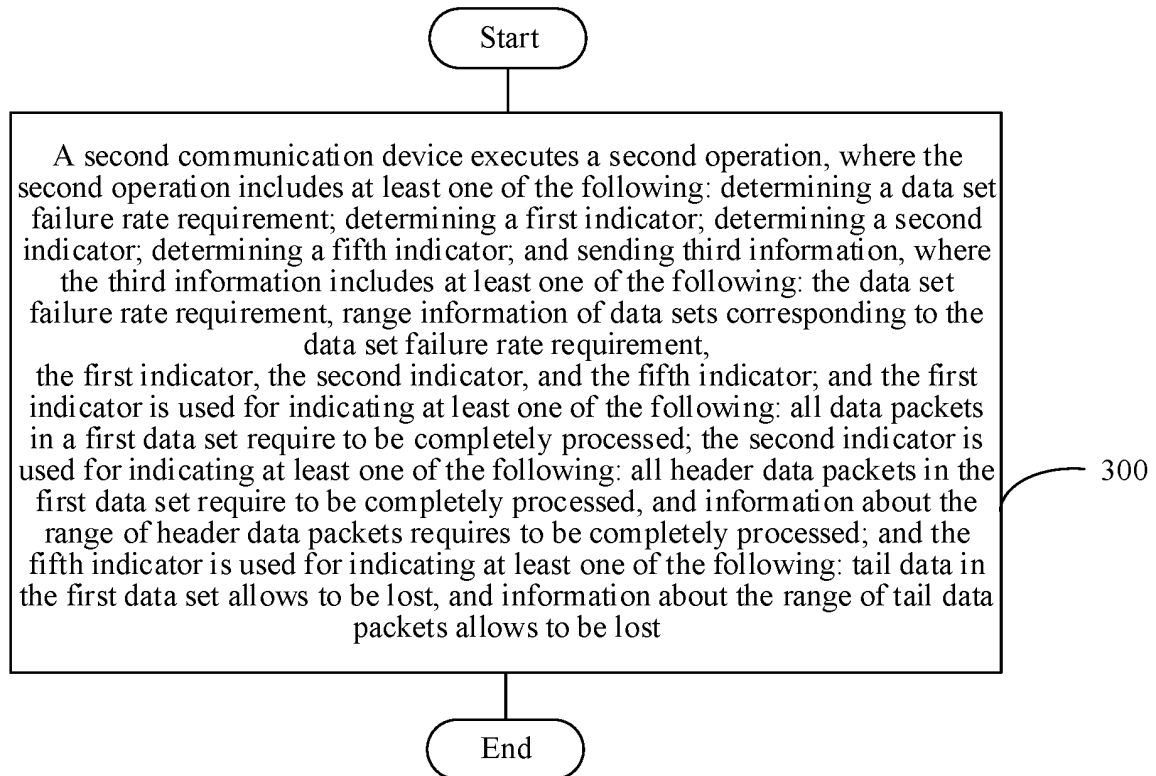 Start
A second communication device executes a second operation, where the
second operation includes at least one of the following: determining a data set
failure rate requirement; determining a first indicator; determining a second
indicator; determining a fifth indicator; and sending third information, where
the third information includes at least one of the following: the data set
failure rate requirement, range information of data sets corresponding to the
data set failure rate requirement,
the first indicator, the second indicator, and the fifth indicator; and the first
indicator is used for indicating at least one of the following: all data packets
in a first data set require to be completely processed; the second indicator is
used for indicating at least one of the following: all header data packets in the
first data set require to be completely processed, and information about the
range of header data packets requires to be completely processed; and the
fifth indicator is used for indicating at least one of the following: tail data in
the first data set allows to be lost, and information about the range of tail data
packets allows to be lost
300
End